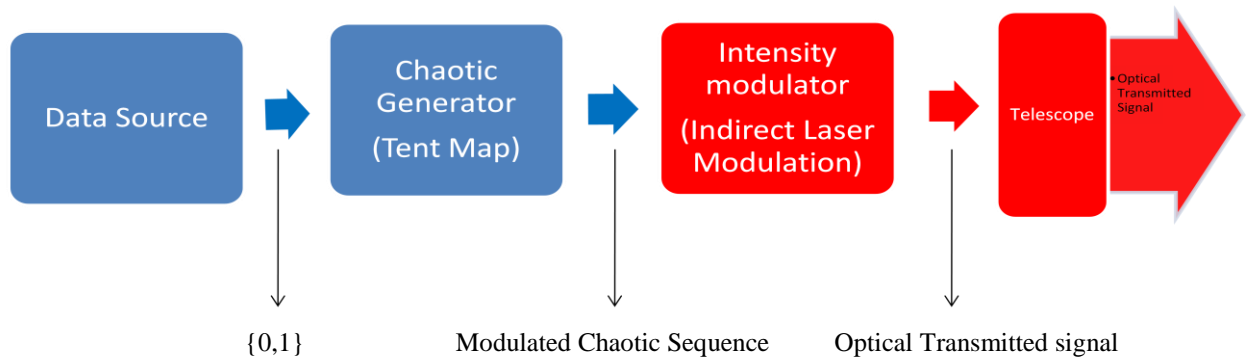 Data Source
Chaotic
Generator
(Tent Map)
Intensity
modulator
(Indirect Laser
Modulation)
Telescope
•Optical
Transmitted
Signal
{0,1}
Modulated Chaotic Sequence
Optical Transmitted signal